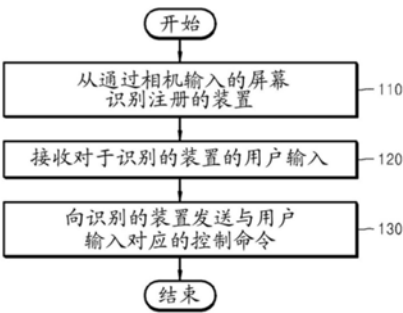 开始
从通过相机输入的屏幕
识别注册的装置
110
接收对于识别的装置的用户输入
120
向识别的装置发送与用户
输入对应的控制命令
130
结束